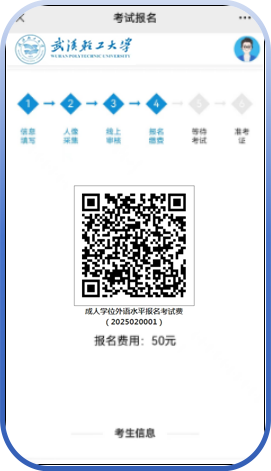 考试报名
武汉轻工大学
WUHAN POLYTECHNIC UNIVERSITY
1 2 3 4 5 6
信息填写 人像采集 网上审核 报名缴费 等待考试 准考证
成人学位外语水平报名考试费
（2025020001）
报名费用：50元
考生信息